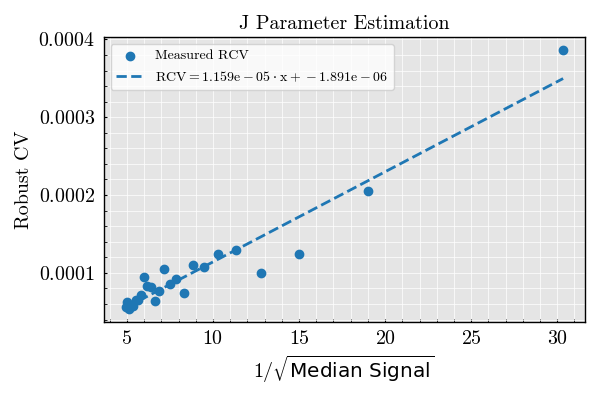 J Parameter Estimation
Measured RCV
RCV = 1.159e − 05 · x + −1.891e − 06
Robust CV
0.0004
0.0003
0.0002
0.0001
5 10 15 20 25 30
1/√Median Signal